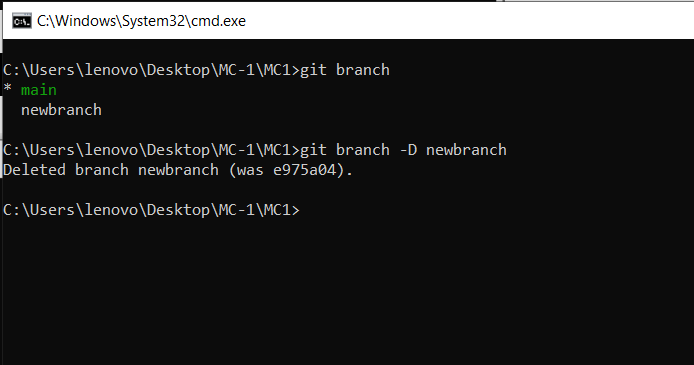 C:\Windows\System32\cmd.exe
C:\Users\lenovo\Desktop\MC-1\MC1>git branch
* main
  newbranch
C:\Users\lenovo\Desktop\MC-1\MC1>git branch -D newbranch
Deleted branch newbranch (was e975a04).
C:\Users\lenovo\Desktop\MC-1\MC1>